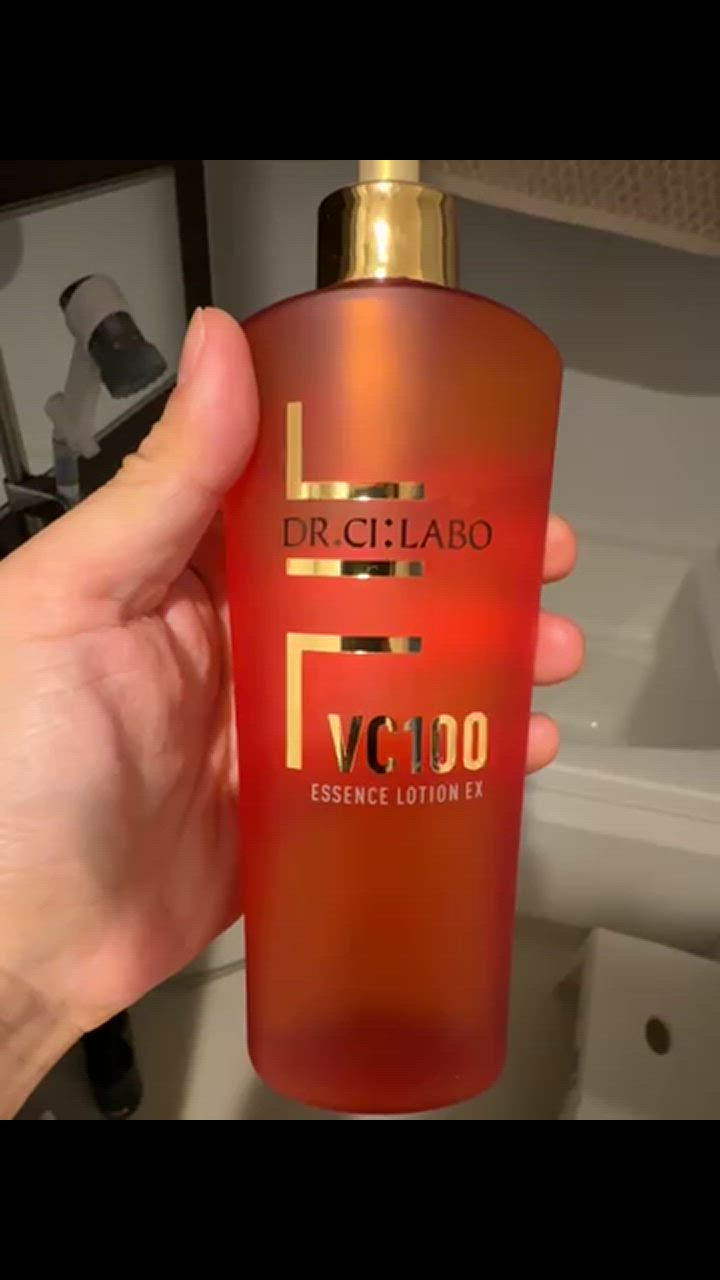 DR.CI:LABO
VC100
ESSENCE LOTION EX